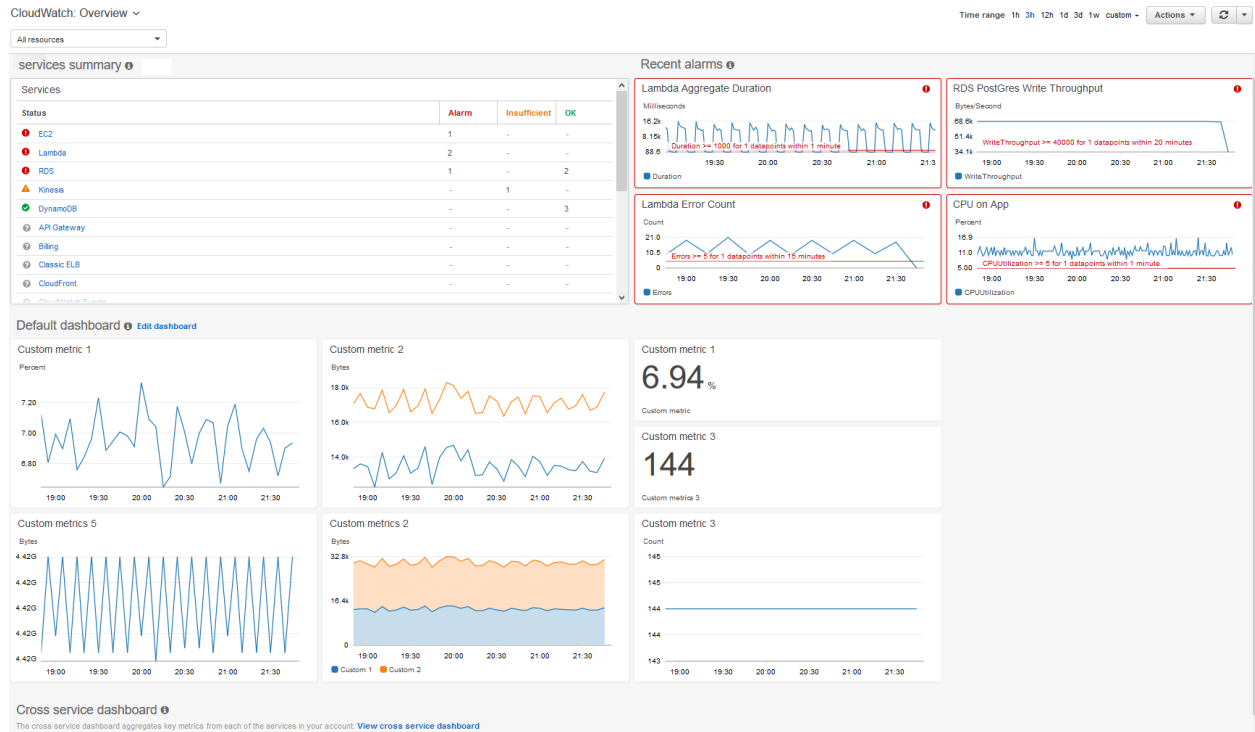 CloudWatch: Overview
Time range 1h 3h 12h 1d 3d 1w custom Actions
All resources
services summary
Services
Status Alarm Insufficient OK
EC2 1 - -
Lambda 2 - -
RDS 1 - 2
Kinesis - 1 -
DynamoDB - - 3
API Gateway - - -
Billing - - -
Classic ELB - - -
CloudFront - - -
CloudWatch Events
Recent alarms
Lambda Aggregate Duration
Milliseconds
16.2k
8.15k
88.6
Duration >= 1000 for 1 datapoints within 1 minute
19:30 20:00 20:30 21:00 21:3
Duration
RDS PostGres Write Throughput
Bytes/Second
68.6k
51.4k
34.1k
WriteThroughput >= 40000 for 1 datapoints within 20 minutes
19:00 19:30 20:00 20:30 21:00 21:30
WriteThroughput
Lambda Error Count
Count
21.0
10.5
0
Errors >= 5 for 1 datapoints within 15 minutes
19:00 19:30 20:00 20:30 21:00 21:30
Errors
CPU on App
Percent
16.9
11.0
5.00
CPUUtilization >= 5 for 1 datapoints within 1 minute
19:00 19:30 20:00 20:30 21:00 21:30
CPUUtilization
Default dashboard Edit dashboard
Custom metric 1
Percent
7.20
7.00
6.80
19:00 19:30 20:00 20:30 21:00 21:30
Custom metric 2
Bytes
18.0k
16.0k
14.0k
19:00 19:30 20:00 20:30 21:00 21:30
Custom metric 1
6.94 %
Custom metric
Custom metric 3
144
Custom metrics 3
Custom metrics 5
Bytes
4.42G
4.42G
4.42G
4.42G
4.42G
19:00 19:30 20:00 20:30 21:00 21:30
Custom metrics 2
Bytes
32.8k
16.4k
0
19:00 19:30 20:00 20:30 21:00 21:30
Custom 1 Custom 2
Custom metric 3
Count
145
145
144
144
143
19:00 19:30 20:00 20:30 21:00 21:30
Cross service dashboard
The cross service dashboard aggregates key metrics from each of the services in your account. View cross service dashboard